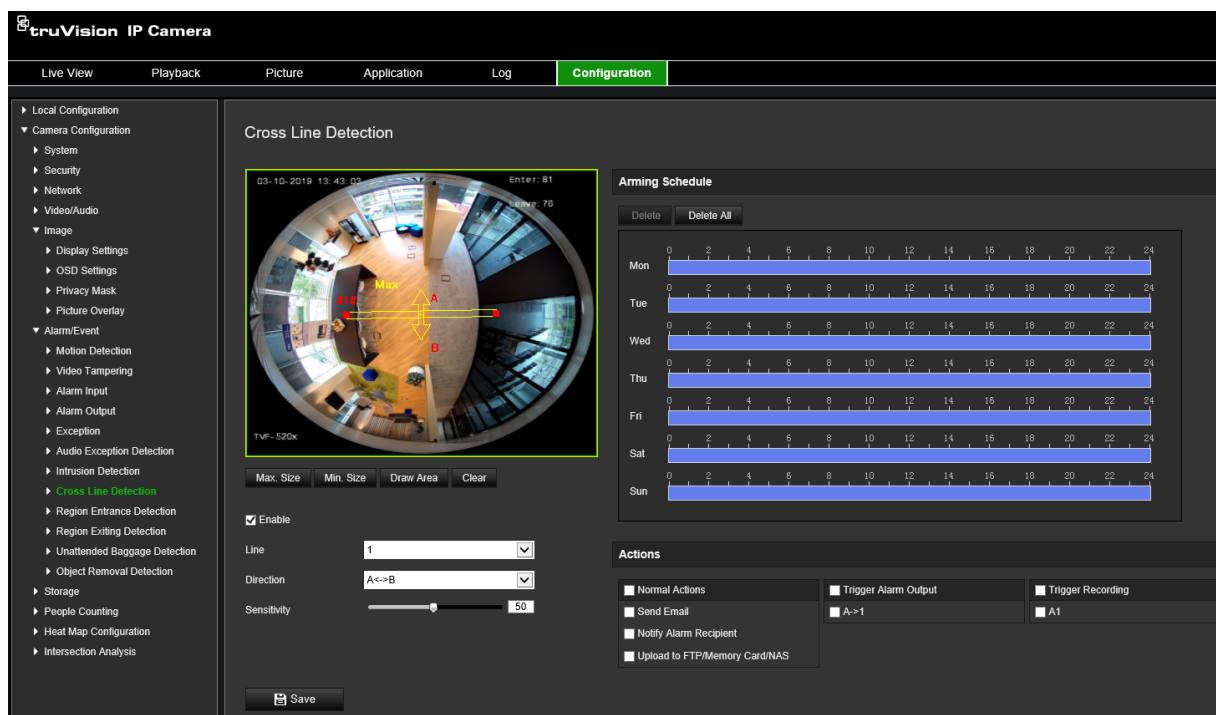 truVision IP Camera
Live View Playback Picture Application Log Configuration
Local Configuration
Camera Configuration
System
Security
Network
Video/Audio
Image
Display Settings
OSD Settings
Privacy Mask
Picture Overlay
Alarm/Event
Motion Detection
Video Tampering
Alarm Input
Alarm Output
Exception
Audio Exception Detection
Intrusion Detection
Cross Line Detection
Region Entrance Detection
Region Exiting Detection
Unattended Baggage Detection
Object Removal Detection
Storage
People Counting
Heat Map Configuration
Intersection Analysis
Cross Line Detection
03-10-2019 13:43:03 Enter: 81
Leave: 76
Max
#1# A
B
TVF-520x
Max. Size Min. Size Draw Area Clear
Enable
Line 1
Direction A<->B
Sensitivity 50
Save
Arming Schedule
Delete Delete All
0 2 4 6 8 10 12 14 16 18 20 22 24
Mon
0 2 4 6 8 10 12 14 16 18 20 22 24
Tue
0 2 4 6 8 10 12 14 16 18 20 22 24
Wed
0 2 4 6 8 10 12 14 16 18 20 22 24
Thu
0 2 4 6 8 10 12 14 16 18 20 22 24
Fri
0 2 4 6 8 10 12 14 16 18 20 22 24
Sat
0 2 4 6 8 10 12 14 16 18 20 22 24
Sun
Actions
Normal Actions Trigger Alarm Output Trigger Recording
Send Email A->1 A1
Notify Alarm Recipient
Upload to FTP/Memory Card/NAS